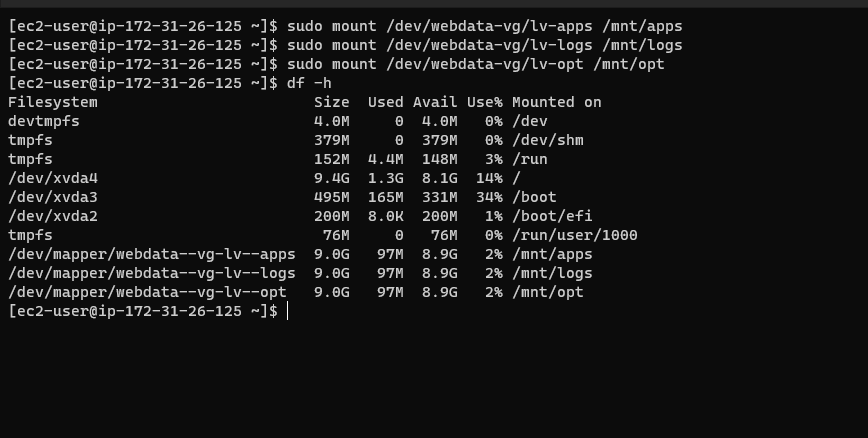 [ec2-user@ip-172-31-26-125 ~]$ sudo mount /dev/webdata-vg/lv-apps /mnt/apps
[ec2-user@ip-172-31-26-125 ~]$ sudo mount /dev/webdata-vg/lv-logs /mnt/logs
[ec2-user@ip-172-31-26-125 ~]$ sudo mount /dev/webdata-vg/lv-opt /mnt/opt
[ec2-user@ip-172-31-26-125 ~]$ df -h
Filesystem                        Size  Used Avail Use% Mounted on
devtmpfs                          4.0M     0  4.0M   0% /dev
tmpfs                             379M     0  379M   0% /dev/shm
tmpfs                             152M  4.4M  148M   3% /run
/dev/xvda4                        9.4G  1.3G  8.1G  14% /
/dev/xvda3                        495M  165M  331M  34% /boot
/dev/xvda2                        200M  8.0K  200M   1% /boot/efi
tmpfs                              76M     0   76M   0% /run/user/1000
/dev/mapper/webdata--vg-lv--apps  9.0G   97M  8.9G   2% /mnt/apps
/dev/mapper/webdata--vg-lv--logs  9.0G   97M  8.9G   2% /mnt/logs
/dev/mapper/webdata--vg-lv--opt   9.0G   97M  8.9G   2% /mnt/opt
[ec2-user@ip-172-31-26-125 ~]$